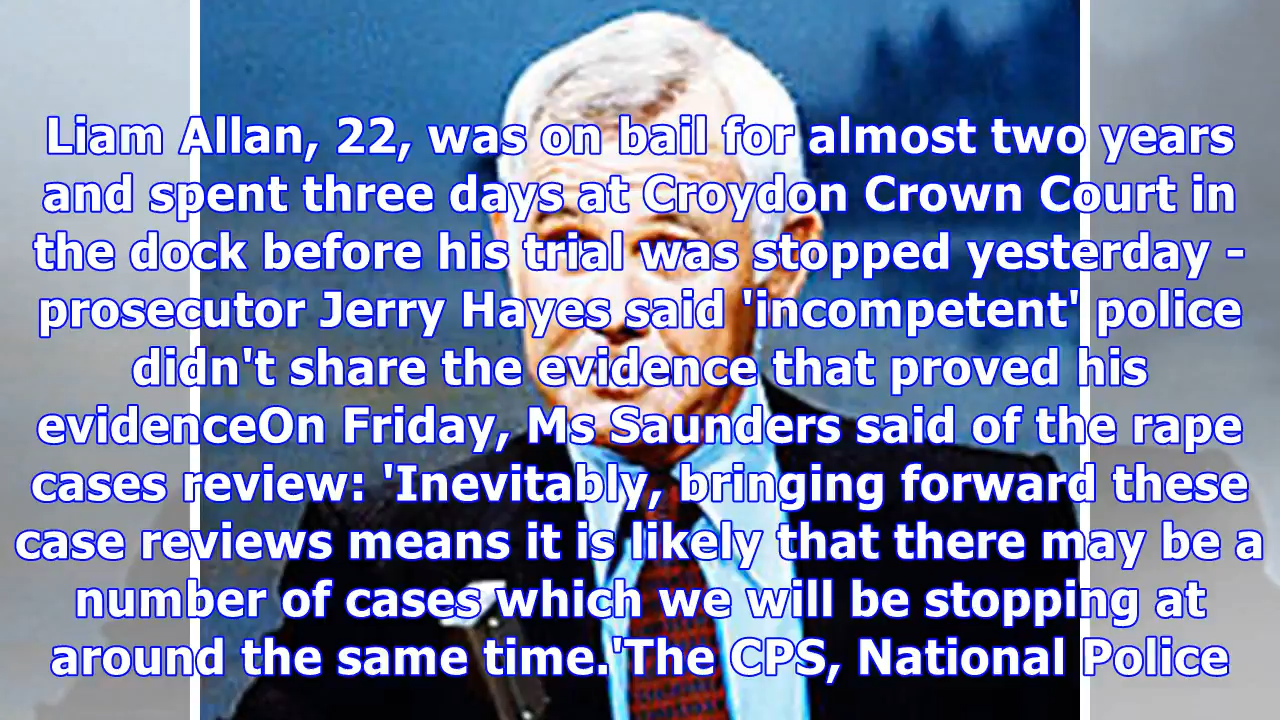 Liam Allan, 22, was on bail for almost two years
and spent three days at Croydon Crown Court in
the dock before his trial was stopped yesterday -
prosecutor Jerry Hayes said 'incompetent' police
didn't share the evidence that proved his
evidenceOn Friday, Ms Saunders said of the rape
cases review: 'Inevitably, bringing forward these
case reviews means it is likely that there may be a
number of cases which we will be stopping at
around the same time.'The CPS, National Police